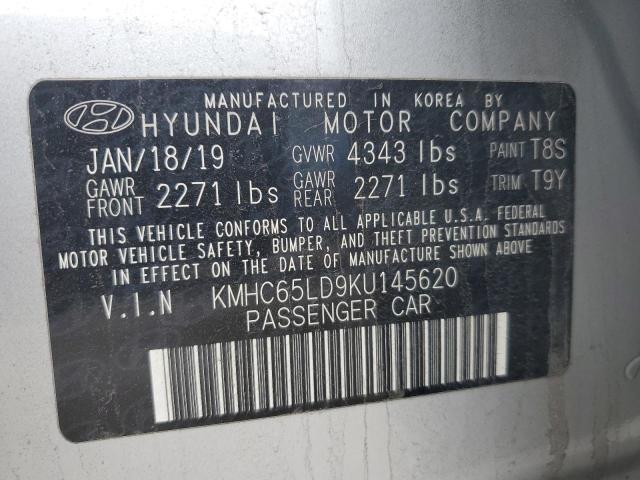 MANUFACTURED IN KOREA BY
HYUNDAI MOTOR COMPANY
JAN/18/19 GVWR 4343 lbs PAINT T8S
GAWR FRONT 2271 lbs GAWR REAR 2271 lbs TRIM T9Y
THIS VEHICLE CONFORMS TO ALL APPLICABLE U.S.A. FEDERAL
MOTOR VEHICLE SAFETY, BUMPER, AND THEFT PREVENTION STANDARDS
IN EFFECT ON THE DATE OF MANUFACTURE SHOWN ABOVE
V.I.N KMHC65LD9KU145620
PASSENGER CAR